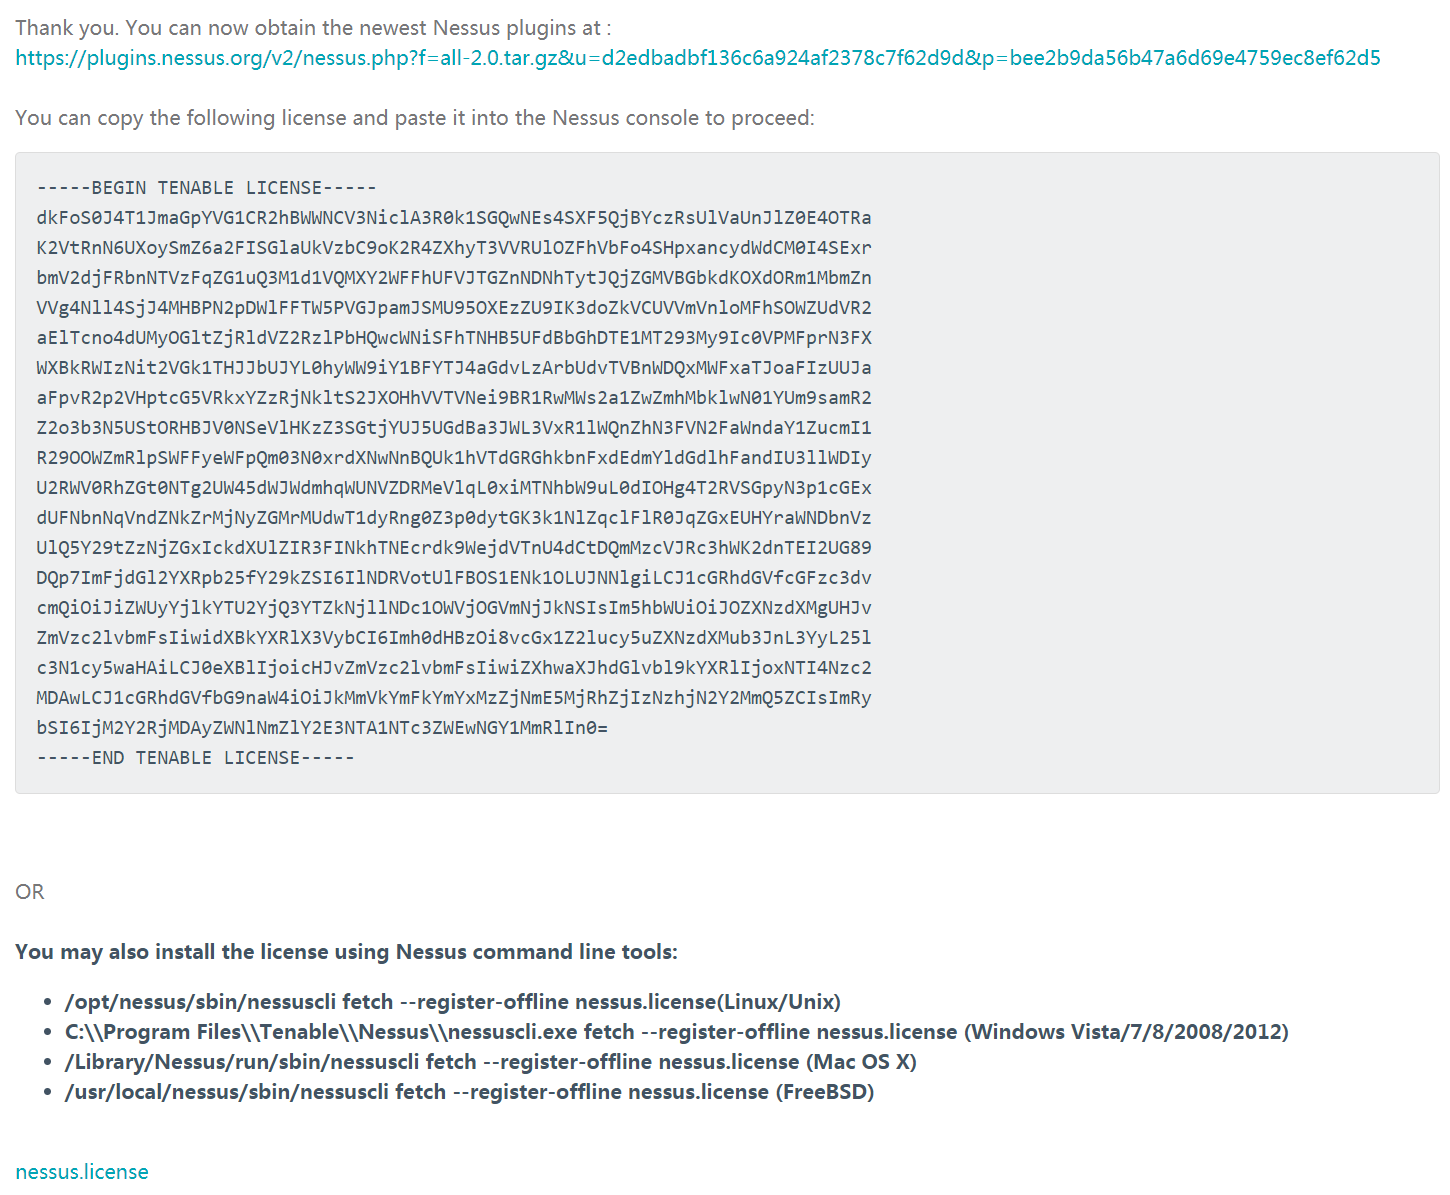 Thank you. You can now obtain the newest Nessus plugins at :
https://plugins.nessus.org/v2/nessus.php?f=all-2.0.tar.gz&u=d2edbadbf136c6a924af2378c7f62d9d&p=bee2b9da56b47a6d69e4759ec8ef62d5
You can copy the following license and paste it into the Nessus console to proceed:
-----BEGIN TENABLE LICENSE-----
dkFoS0J4T1JmaGpYVG1CR2hBWWNCV3NiclA3R0k1SGQwNEs4SXF5QjBYczRsUlVaUnJlZ0E4OTRa
K2VtRnN6UXoySmZ6a2FISGlaUkVzbC9oK2R4ZXhyT3VVRUlOZFhVbFo4SHpxancydWdCM0I4SExr
bmV2djFRbnNTVzFqZG1uQ3M1d1VQMXY2WFFhUFVJTGZnNDNhTytJQjZGMVBGbkdKOXdORm1MbmZn
VVg4Nll4SjJ4MHBPN2pDWlFFTW5PVGJpamJSMU95OXEzZU9IK3doZkVCUVVmVnloMFhSOWZUdVR2
aElTcno4dUMyOGltZjRldVZ2RzlPbHQwcWNiSFhTNHB5UFdBbGhDTE1MT293My9Ic0VPMFprN3FX
WXBkRWIzNit2VGk1THJJbUJYL0hyWW9iY1BFYTJ4aGdvLzArbUdvTVBnWDQxMWFxaTJoaFIzUUJa
aFpvR2p2VHptcG5VRkxYZzRjNkltS2JXOHhVVTVNei9BR1RwMWs2a1ZwZmhMbklwN01YUm9samR2
Z2o3b3N5UStORHBJV0NSeVlHKzZ3SGtjYUJ5UGdBa3JWL3VxR1lWQnZhN3FVN2FaWndaY1ZucmI1
R29OOWZmRlpSWFFyeWFpQm03N0xrdXNwNnBQUk1hVTdGRGhkbnFxdEdmYldGdlhFandIU3llWDIy
U2RWV0RhZGt0NTg2UW45dWJWdmhqWUNVZDRMeVlqL0xiMTNhbW9uL0dIOHg4T2RVSGpyN3p1cGEx
dUFNbnNqVndZNkZrMjNyZGMrMUdwT1dyRng0Z3p0dytGK3k1NlZqclFlR0JqZGxEUHYraWNDbnVz
UlQ5Y29tZzNjZGxIckdXUlZIR3FINkhTNEcrdk9WejdVTnU4dCtDQmMzcVJRc3hWK2dnTEI2UG89
DQp7ImFjdGl2YXRpb25fY29kZSI6IlNDRVotUlFBOS1ENk1OLUJNNlgiLCJ1cGRhdGVfcGFzc3dv
cmQiOiJiZWUyYjlkYTU2YjQ3YTZkNjllNDc1OWVjOGVmNjJkNSIsIm5hbWUiOiJOZXNzdXMgUHJv
ZmVzc2lvbmFsIiwidXBkYXRlX3VybCI6Imh0dHBzOi8vcGx1Z2lucy5uZXNzdXMub3JnL3YyL25l
c3N1cy5waHAiLCJ0eXBlIjoicHJvZmVzc2lvbmFsIiwiZXhwaXJhdGlvbl9kYXRlIjoxNTI4Nzc2
MDAwLCJ1cGRhdGVfbG9naW4iOiJkMmVkYmFkYmYxMzZjNmE5MjRhZjIzNzhjN2Y2MmQ5ZCIsImRy
bSI6IjM2Y2RjMDAyZWNlNmZlY2E3NTA1NTc3ZWEwNGY1MmRlIn0=
-----END TENABLE LICENSE-----
OR
You may also install the license using Nessus command line tools:
• /opt/nessus/sbin/nessuscli fetch --register-offline nessus.license(Linux/Unix)
• C:\\Program Files\\Tenable\\Nessus\\nessuscli.exe fetch --register-offline nessus.license (Windows Vista/7/8/2008/2012)
• /Library/Nessus/run/sbin/nessuscli fetch --register-offline nessus.license (Mac OS X)
• /usr/local/nessus/sbin/nessuscli fetch --register-offline nessus.license (FreeBSD)
nessus.license